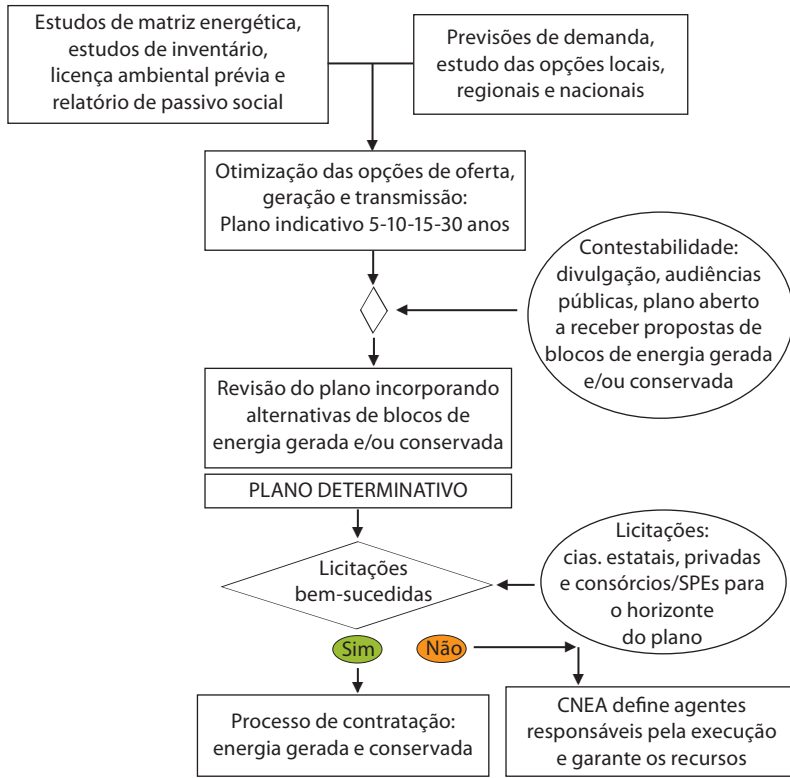 Estudos de matriz energética,
estudos de inventário,
licença ambiental prévia e
relatório de passivo social
Previsões de demanda,
estudo das opções locais,
regionais e nacionais
Otimização das opções de oferta,
geração e transmissão:
Plano indicativo 5-10-15-30 anos
Contestabilidade:
divulgação, audiências
públicas, plano aberto
a receber propostas de
blocos de energia gerada
e/ou conservada
Revisão do plano incorporando
alternativas de blocos de
energia gerada e/ou conservada
PLANO DETERMINATIVO
Licitações
bem-sucedidas
Licitações:
cias. estatais, privadas
e consórcios/SPEs para
o horizonte
do plano
Sim
Não
Processo de contratação:
energia gerada e conservada
CNEA define agentes
responsáveis pela execução
e garante os recursos